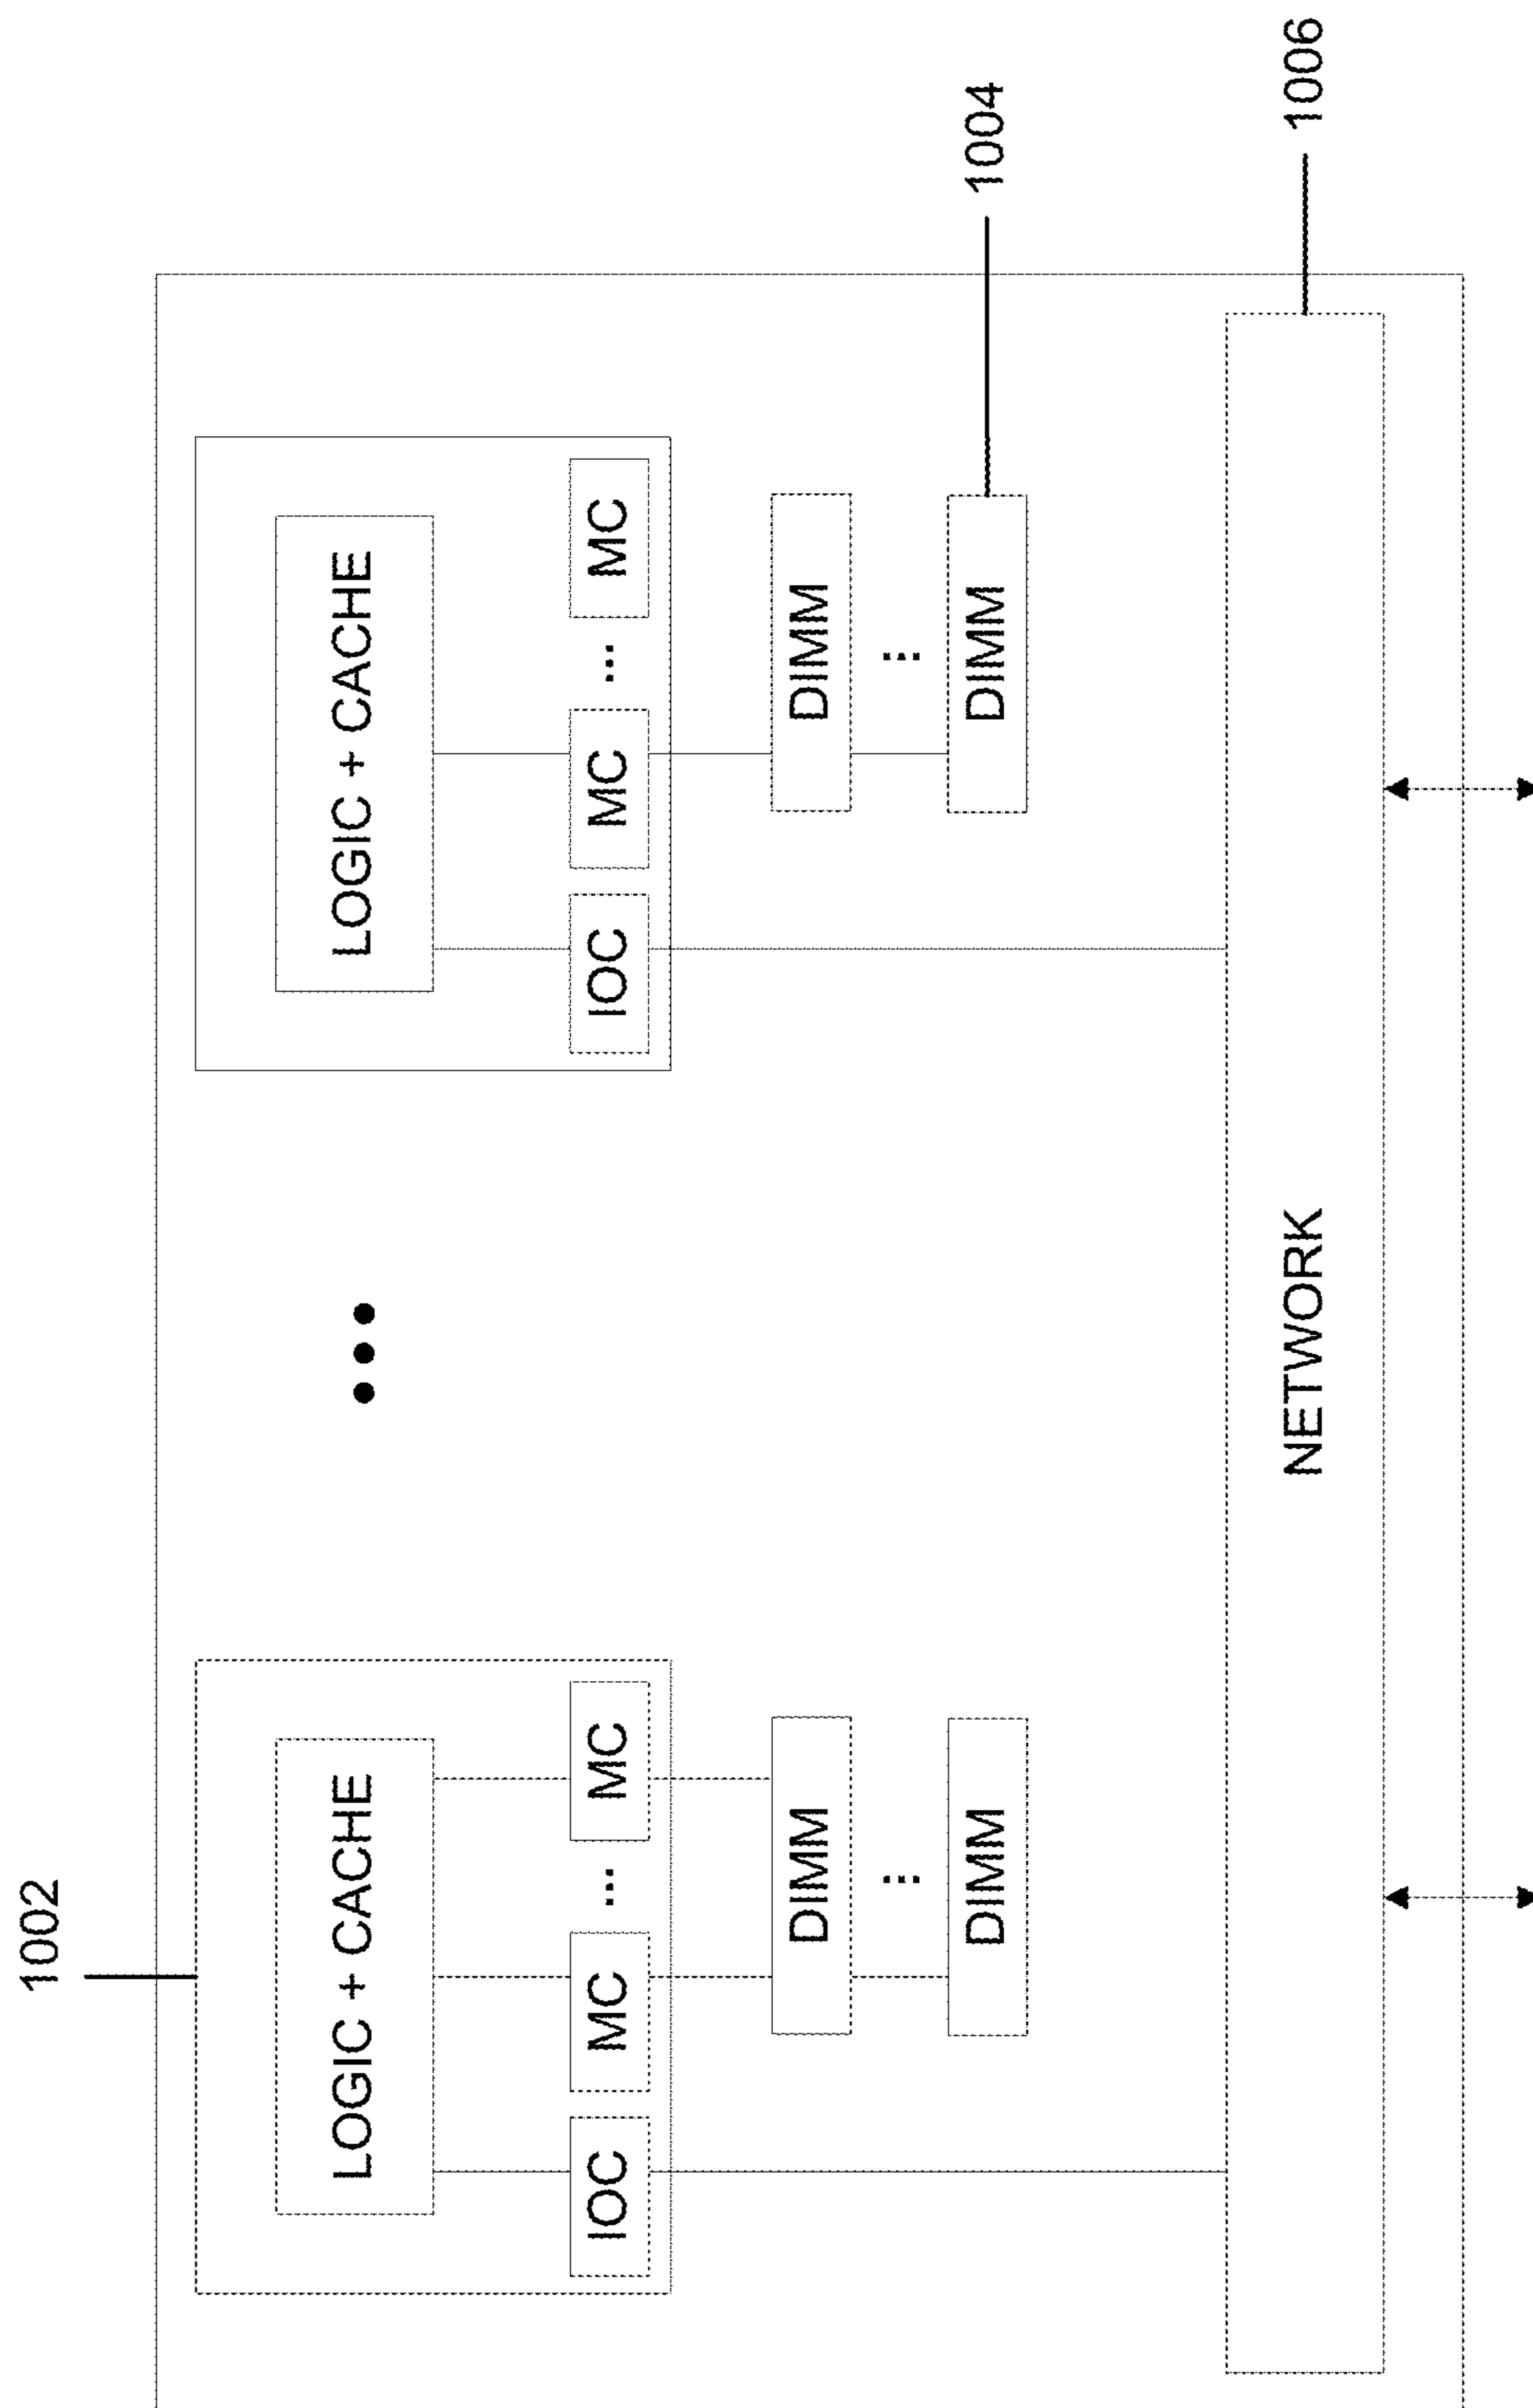 1002
LOGIC + CACHE
LOGIC + CACHE
IOC
MC
...
MC
IOC
MC
...
MC
DIMM
DIMM
...
...
DIMM
DIMM
1004
NETWORK
1006